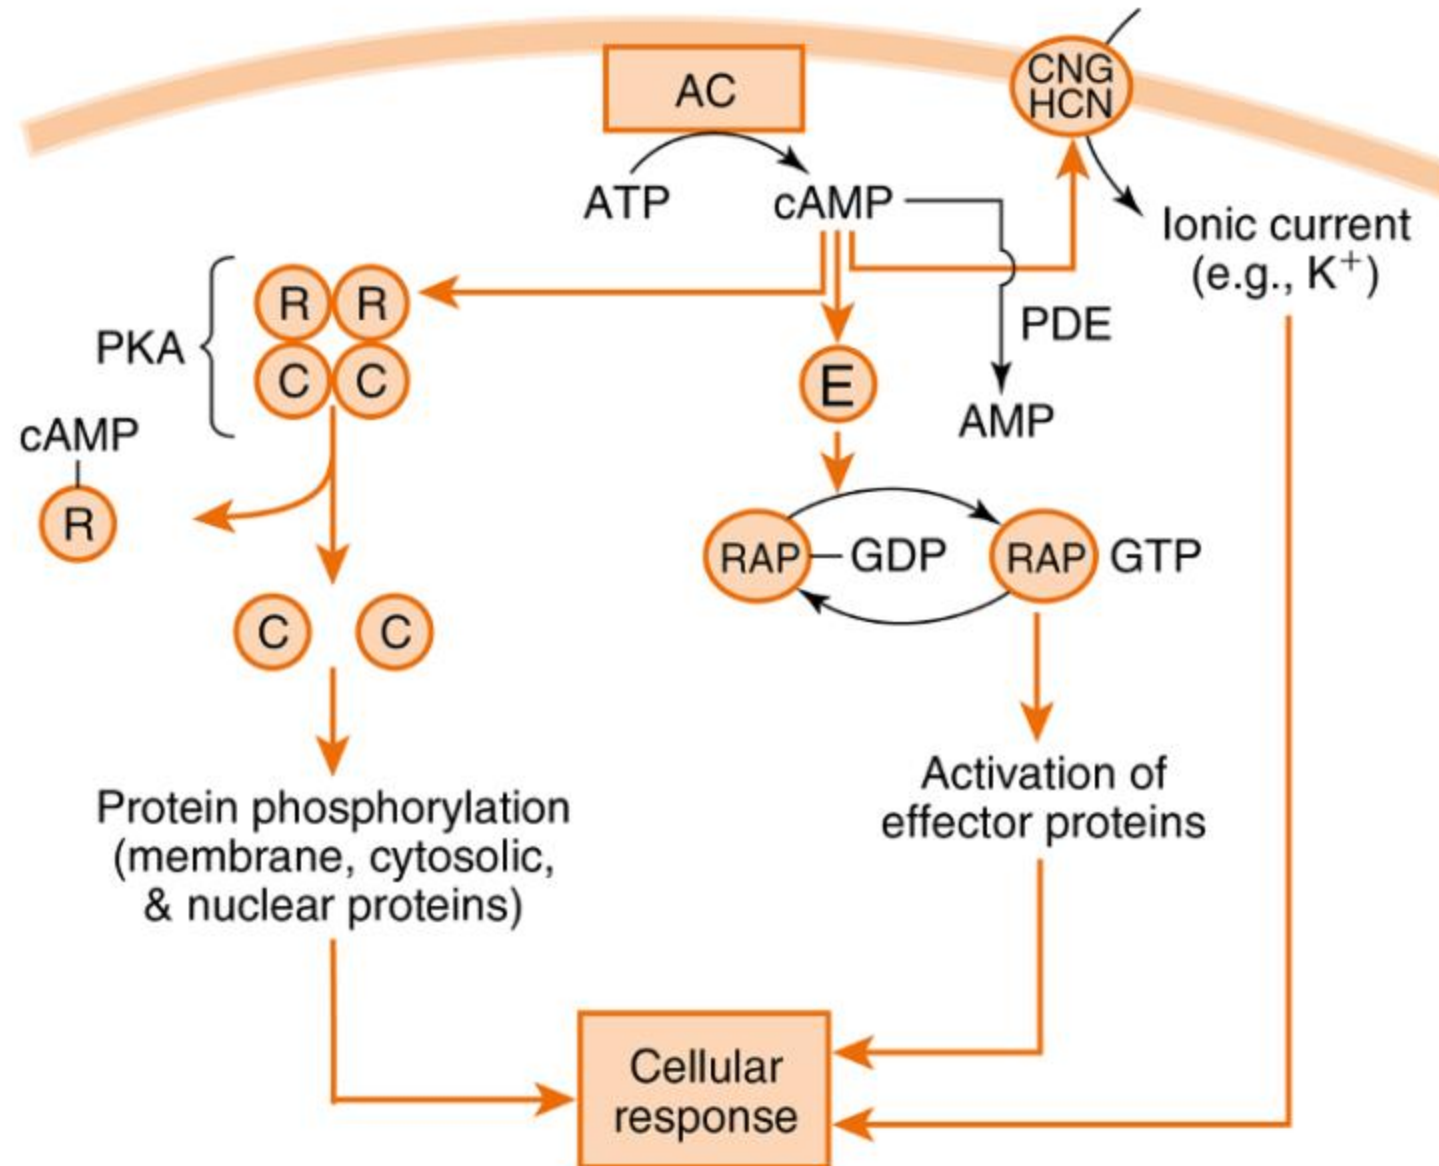 AC
CNG
HCN
ATP
cAMP
Ionic current
(e.g., K⁺)
R R
PKA
C C
PDE
E
AMP
cAMP
R
RAP GDP
RAP GTP
C C
Protein phosphorylation
(membrane, cytosolic,
& nuclear proteins)
Activation of
effector proteins
Cellular
response